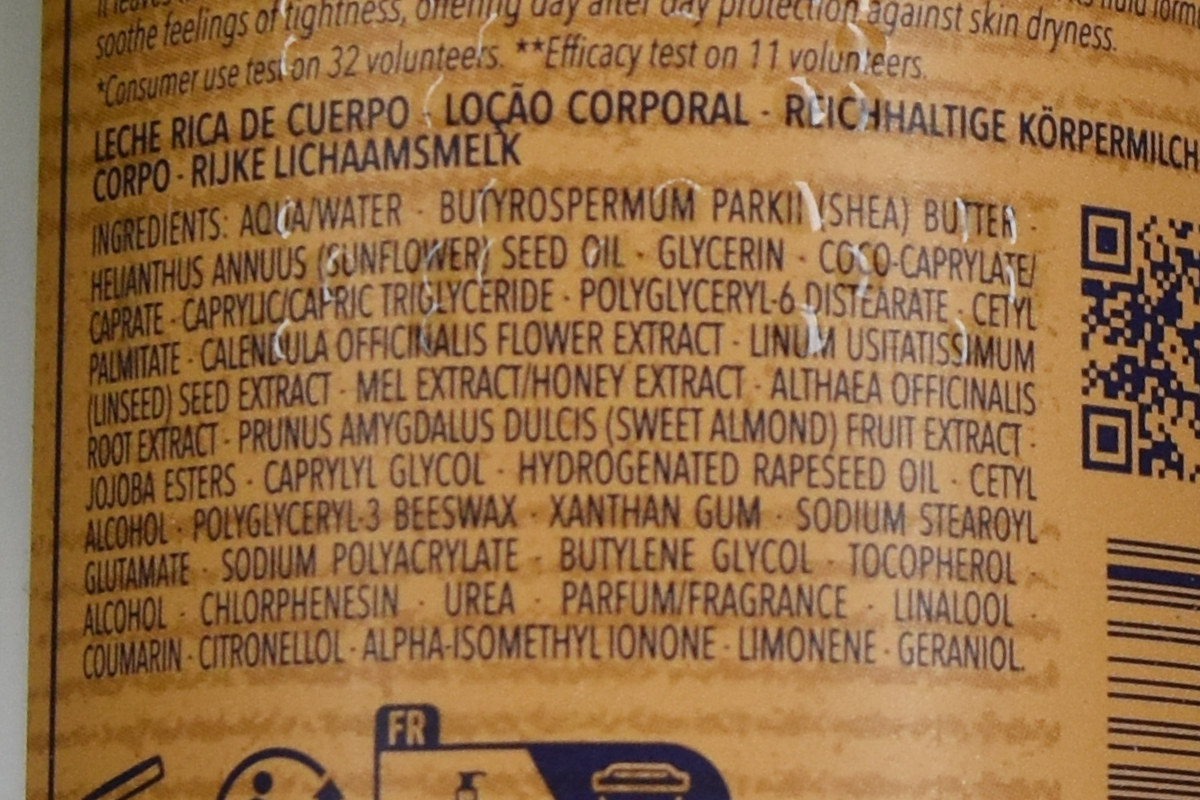 soothe feelings of tightness, offering day after day protection against skin dryness.
*Consumer use test on 32 volunteers. **Efficacy test on 11 volunteers.
LECHE RICA DE CUERPO · LOÇÃO CORPORAL · REICHHALTIGE KÖRPERMILCH
CORPO · RIJKE LICHAAMSMELK
INGREDIENTS: AQUA/WATER · BUTYROSPERMUM PARKII (SHEA) BUTTER ·
HELIANTHUS ANNUUS (SUNFLOWER) SEED OIL · GLYCERIN · COCO-CAPRYLATE/
CAPRATE · CAPRYLIC/CAPRIC TRIGLYCERIDE · POLYGLYCERYL-6 DISTEARATE · CETYL
PALMITATE · CALENDULA OFFICINALIS FLOWER EXTRACT · LINUM USITATISSIMUM
(LINSEED) SEED EXTRACT · MEL EXTRACT/HONEY EXTRACT · ALTHAEA OFFICINALIS
ROOT EXTRACT · PRUNUS AMYGDALUS DULCIS (SWEET ALMOND) FRUIT EXTRACT ·
JOJOBA ESTERS · CAPRYLYL GLYCOL · HYDROGENATED RAPESEED OIL · CETYL
ALCOHOL · POLYGLYCERYL-3 BEESWAX · XANTHAN GUM · SODIUM STEAROYL
GLUTAMATE · SODIUM POLYACRYLATE · BUTYLENE GLYCOL · TOCOPHEROL ·
ALCOHOL · CHLORPHENESIN · UREA · PARFUM/FRAGRANCE · LINALOOL ·
COUMARIN · CITRONELLOL · ALPHA-ISOMETHYL IONONE · LIMONENE · GERANIOL.
FR